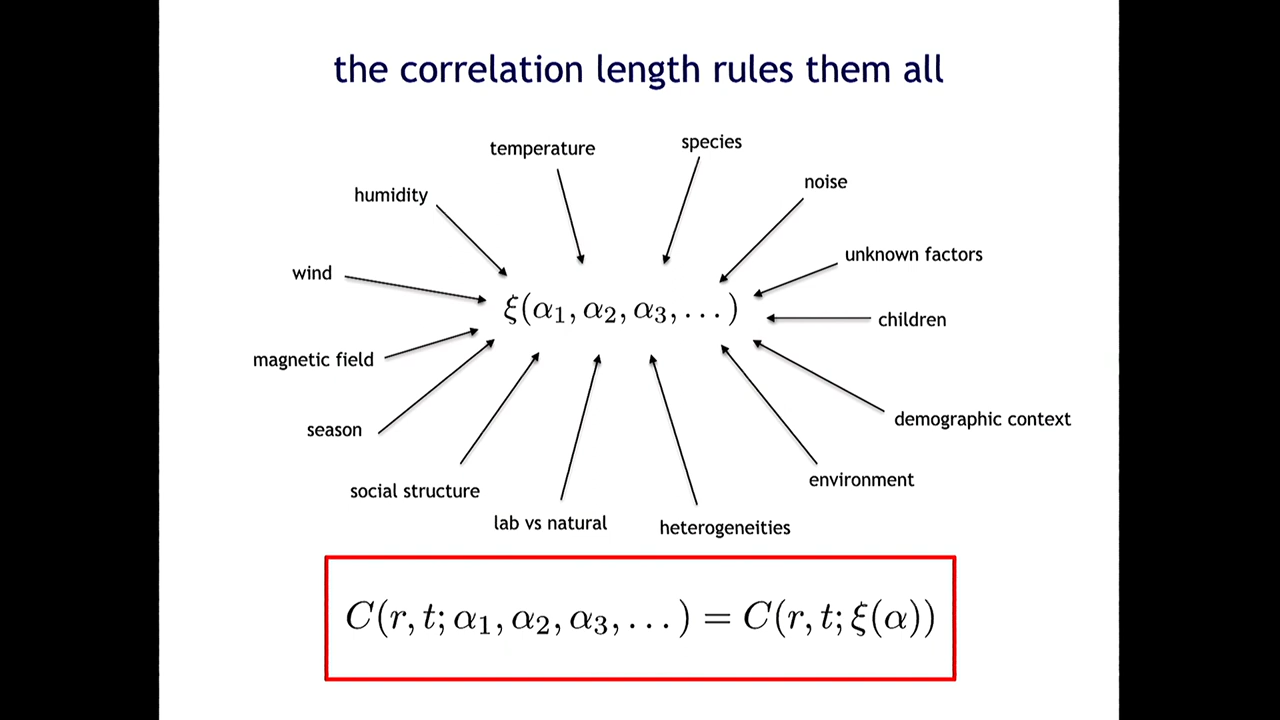 the correlation length rules them all
temperature
species
humidity
noise
wind
unknown factors
ξ(α₁, α₂, α₃, . . . )
children
magnetic field
season
demographic context
social structure
environment
lab vs natural
heterogeneities
C(r, t; α₁, α₂, α₃, . . . ) = C(r, t; ξ(α))